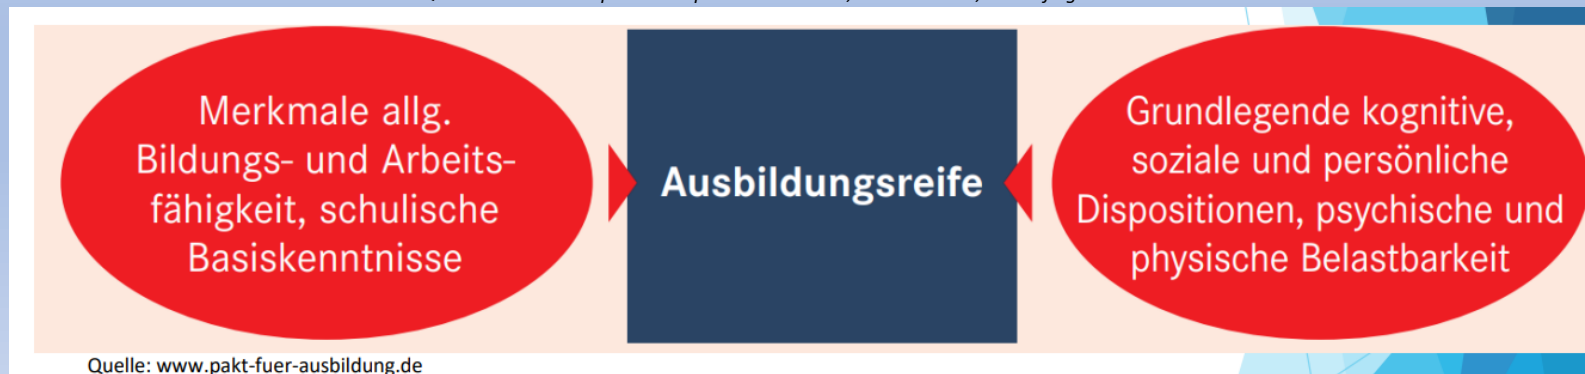 Merkmale allg.
Bildungs- und Arbeits-
fähigkeit, schulische
Basiskenntnisse
Ausbildungsreife
Grundlegende kognitive,
soziale und persönliche
Dispositionen, psychische und
physische Belastbarkeit
Quelle: www.pakt-fuer-ausbildung.de